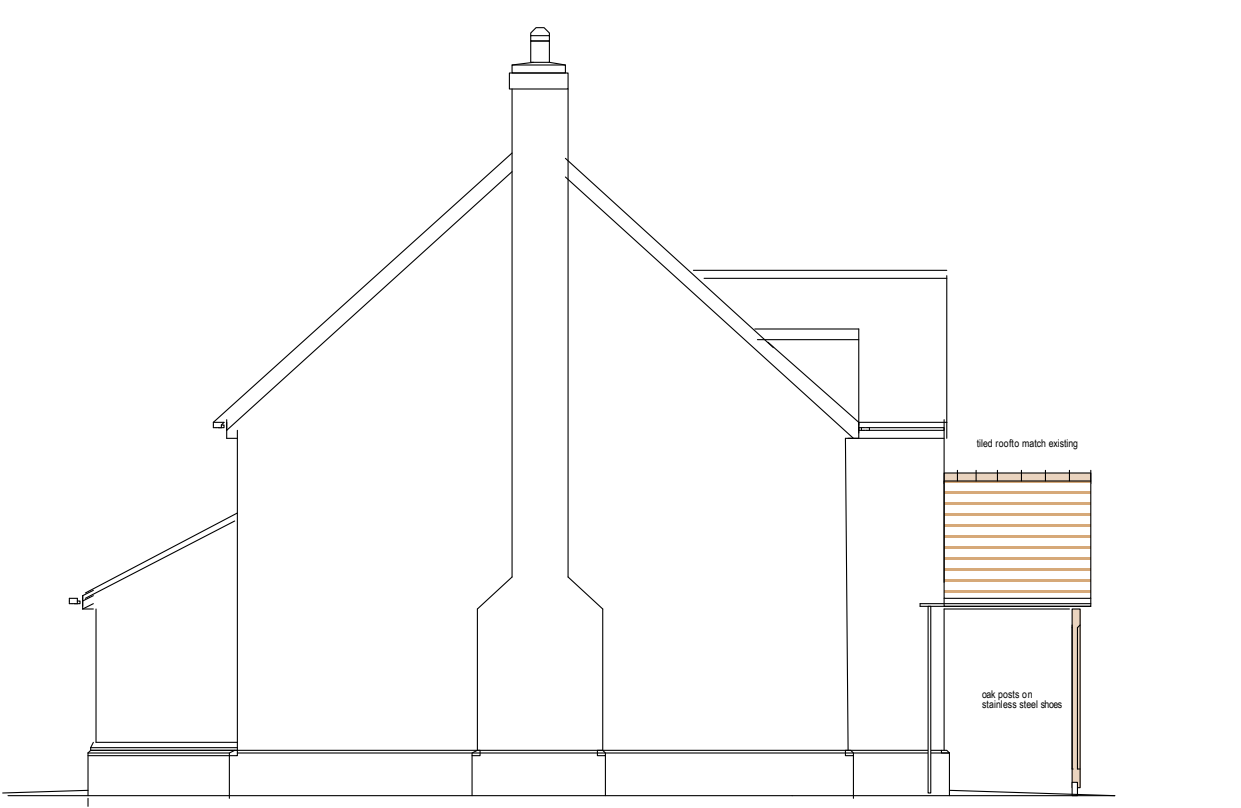 tiled roofto match existing
oak posts on
stainless steel shoes